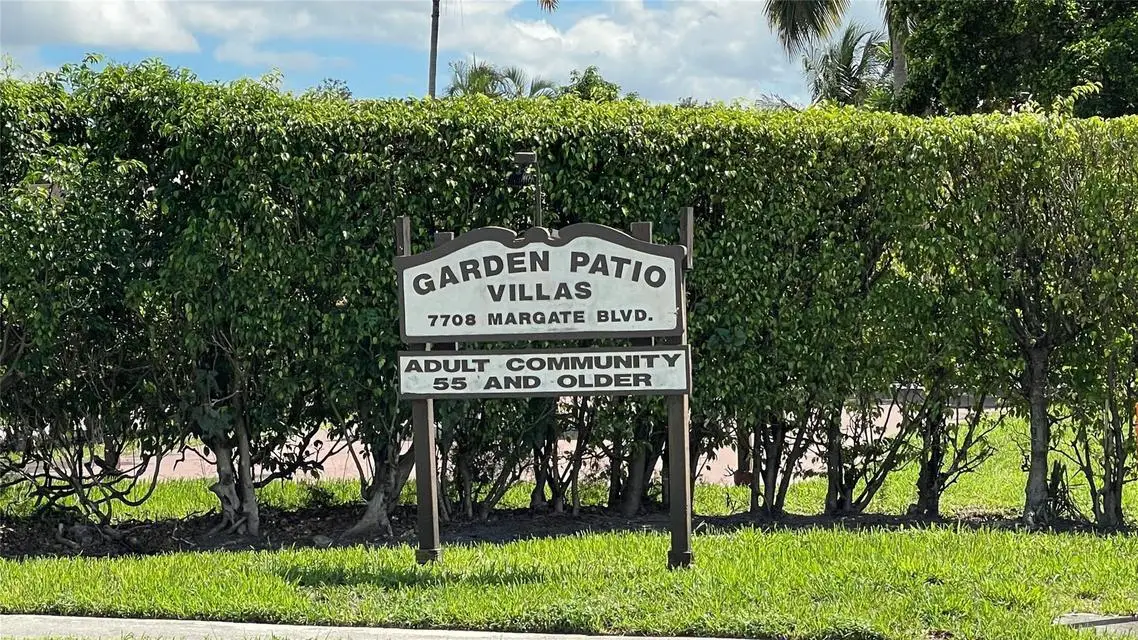 GARDEN PATIO
VILLAS
7708 MARGATE BLVD.
ADULT COMMUNITY
55 AND OLDER